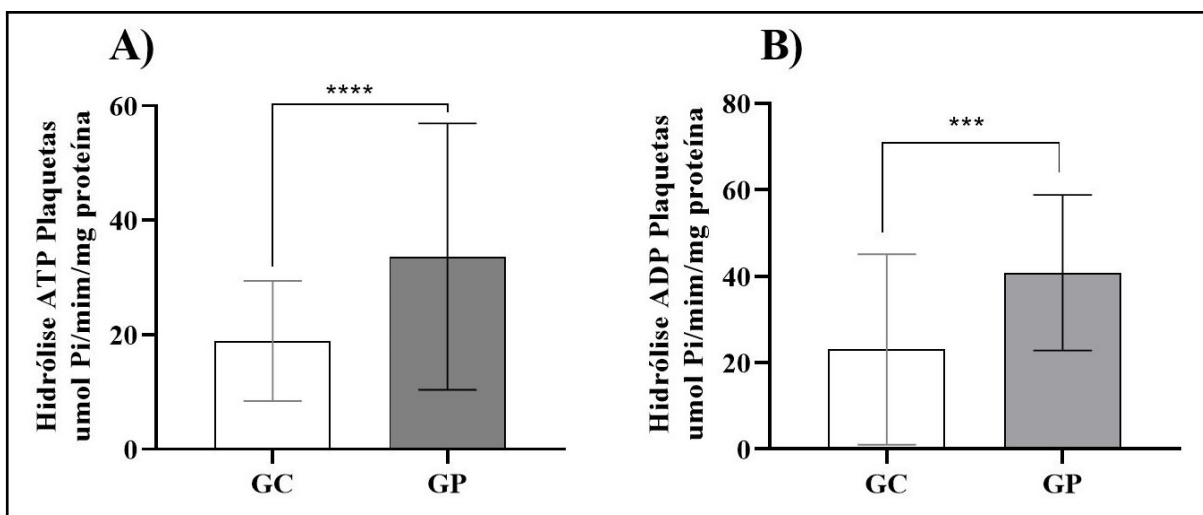 A)
Hidrólise ATP Plaquetas
umol Pi/mim/mg proteína
60
40
20
0
****
GC
GP
B)
Hidrólise ADP Plaquetas
umol Pi/mim/mg proteína
80
60
40
20
0
***
GC
GP